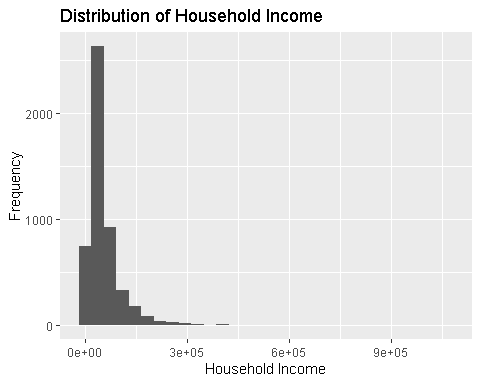 Distribution of Household Income
2000
1000
0
Frequency
0e+00 3e+05 6e+05 9e+05
Household Income